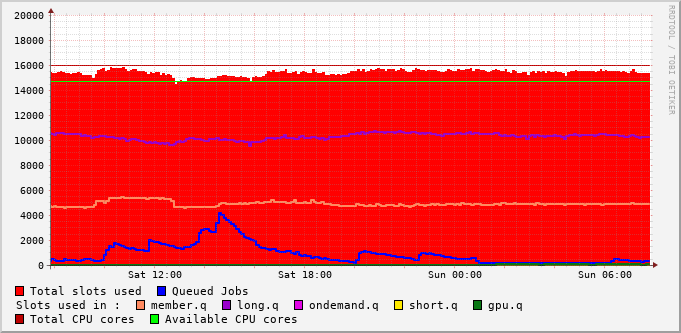 20000
18000
16000
14000
12000
10000
8000
6000
4000
2000
0
Sat 12:00 Sat 18:00 Sun 00:00 Sun 06:00
RRDTOOL / TOBI OETIKER
Total slots used Queued Jobs
Slots used in : member.q long.q ondemand.q short.q gpu.q
Total CPU cores Available CPU cores